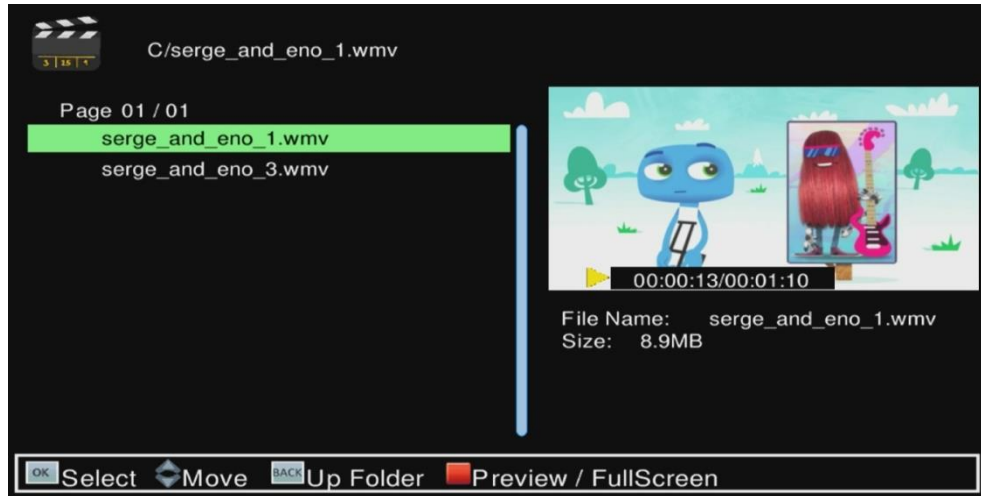 C/serge_and_eno_1.wmv
Page 01 / 01
serge_and_eno_1.wmv
serge_and_eno_3.wmv
00:00:13/00:01:10
File Name: serge_and_eno_1.wmv
Size: 8.9MB
OK Select Move BACK Up Folder Preview / FullScreen